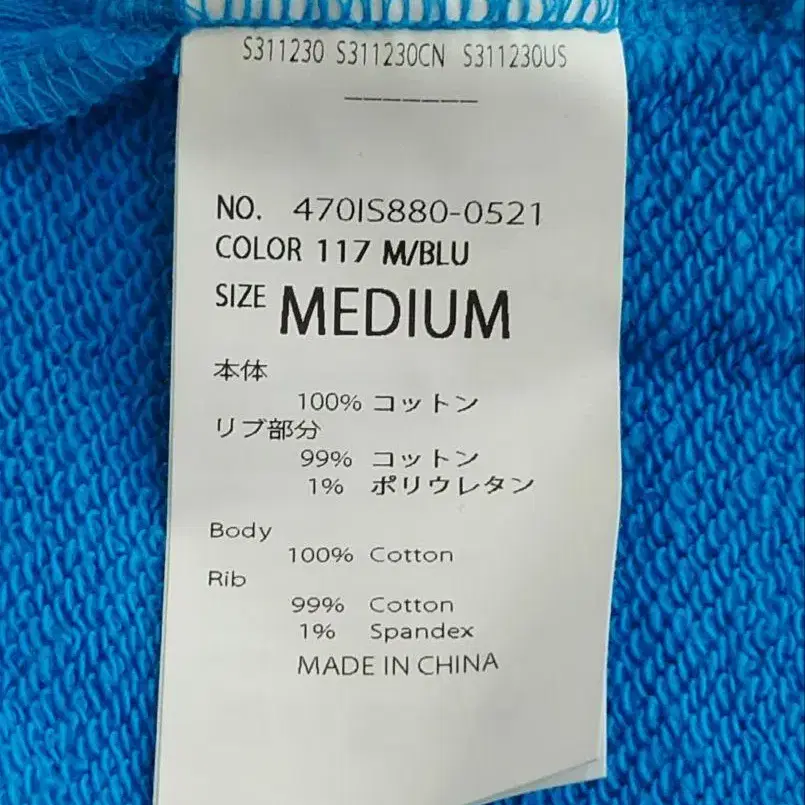 S311230 S311230CN S311230US
NO. 470IS880-0521
COLOR 117 M/BLU
SIZE MEDIUM
本体
100% コットン
リブ部分
99% コットン
1% ポリウレタン
Body
100% Cotton
Rib
99% Cotton
1% Spandex
MADE IN CHINA